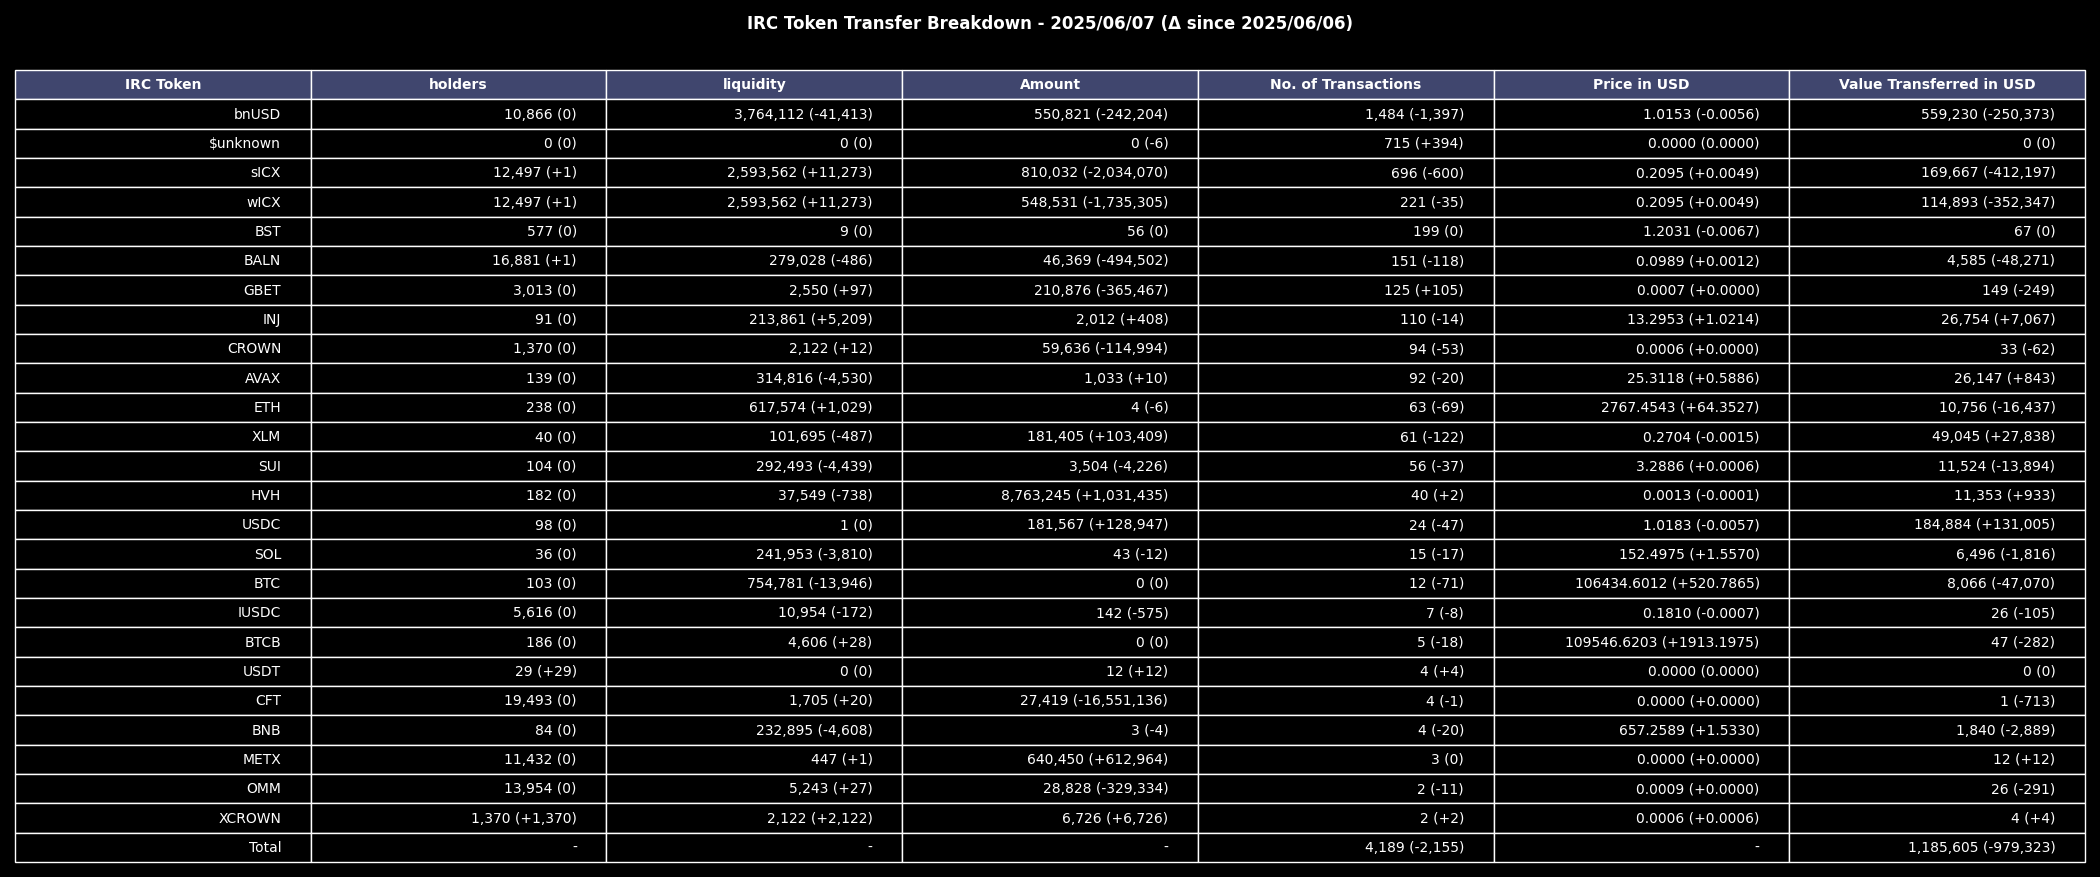 IRC Token Transfer Breakdown - 2025/06/07 (Δ since 2025/06/06)
IRC Token holders liquidity Amount No. of Transactions Price in USD Value Transferred in USD
bnUSD 10,866 (0) 3,764,112 (-41,413) 550,821 (-242,204) 1,484 (-1,397) 1.0153 (-0.0056) 559,230 (-250,373)
$unknown 0 (0) 0 (0) 0 (-6) 715 (+394) 0.0000 (0.0000) 0 (0)
sICX 12,497 (+1) 2,593,562 (+11,273) 810,032 (-2,034,070) 696 (-600) 0.2095 (+0.0049) 169,667 (-412,197)
wICX 12,497 (+1) 2,593,562 (+11,273) 548,531 (-1,735,305) 221 (-35) 0.2095 (+0.0049) 114,893 (-352,347)
BST 577 (0) 9 (0) 56 (0) 199 (0) 1.2031 (-0.0067) 67 (0)
BALN 16,881 (+1) 279,028 (-486) 46,369 (-494,502) 151 (-118) 0.0989 (+0.0012) 4,585 (-48,271)
GBET 3,013 (0) 2,550 (+97) 210,876 (-365,467) 125 (+105) 0.0007 (+0.0000) 149 (-249)
INJ 91 (0) 213,861 (+5,209) 2,012 (+408) 110 (-14) 13.2953 (+1.0214) 26,754 (+7,067)
CROWN 1,370 (0) 2,122 (+12) 59,636 (-114,994) 94 (-53) 0.0006 (+0.0000) 33 (-62)
AVAX 139 (0) 314,816 (-4,530) 1,033 (+10) 92 (-20) 25.3118 (+0.5886) 26,147 (+843)
ETH 238 (0) 617,574 (+1,029) 4 (-6) 63 (-69) 2767.4543 (+64.3527) 10,756 (-16,437)
XLM 40 (0) 101,695 (-487) 181,405 (+103,409) 61 (-122) 0.2704 (-0.0015) 49,045 (+27,838)
SUI 104 (0) 292,493 (-4,439) 3,504 (-4,226) 56 (-37) 3.2886 (+0.0006) 11,524 (-13,894)
HVH 182 (0) 37,549 (-738) 8,763,245 (+1,031,435) 40 (+2) 0.0013 (-0.0001) 11,353 (+933)
USDC 98 (0) 1 (0) 181,567 (+128,947) 24 (-47) 1.0183 (-0.0057) 184,884 (+131,005)
SOL 36 (0) 241,953 (-3,810) 43 (-12) 15 (-17) 152.4975 (+1.5570) 6,496 (-1,816)
BTC 103 (0) 754,781 (-13,946) 0 (0) 12 (-71) 106434.6012 (+520.7865) 8,066 (-47,070)
IUSDC 5,616 (0) 10,954 (-172) 142 (-575) 7 (-8) 0.1810 (-0.0007) 26 (-105)
BTCB 186 (0) 4,606 (+28) 0 (0) 5 (-18) 109546.6203 (+1913.1975) 47 (-282)
USDT 29 (+29) 0 (0) 12 (+12) 4 (+4) 0.0000 (0.0000) 0 (0)
CFT 19,493 (0) 1,705 (+20) 27,419 (-16,551,136) 4 (-1) 0.0000 (+0.0000) 1 (-713)
BNB 84 (0) 232,895 (-4,608) 3 (-4) 4 (-20) 657.2589 (+1.5330) 1,840 (-2,889)
METX 11,432 (0) 447 (+1) 640,450 (+612,964) 3 (0) 0.0000 (+0.0000) 12 (+12)
OMM 13,954 (0) 5,243 (+27) 28,828 (-329,334) 2 (-11) 0.0009 (+0.0000) 26 (-291)
XCROWN 1,370 (+1,370) 2,122 (+2,122) 6,726 (+6,726) 2 (+2) 0.0006 (+0.0006) 4 (+4)
Total - - - 4,189 (-2,155) - 1,185,605 (-979,323)